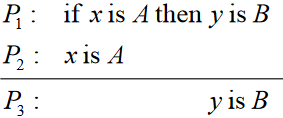 P₁ : if x is A then y is B
P₂ : x is A
P₃ : y is B